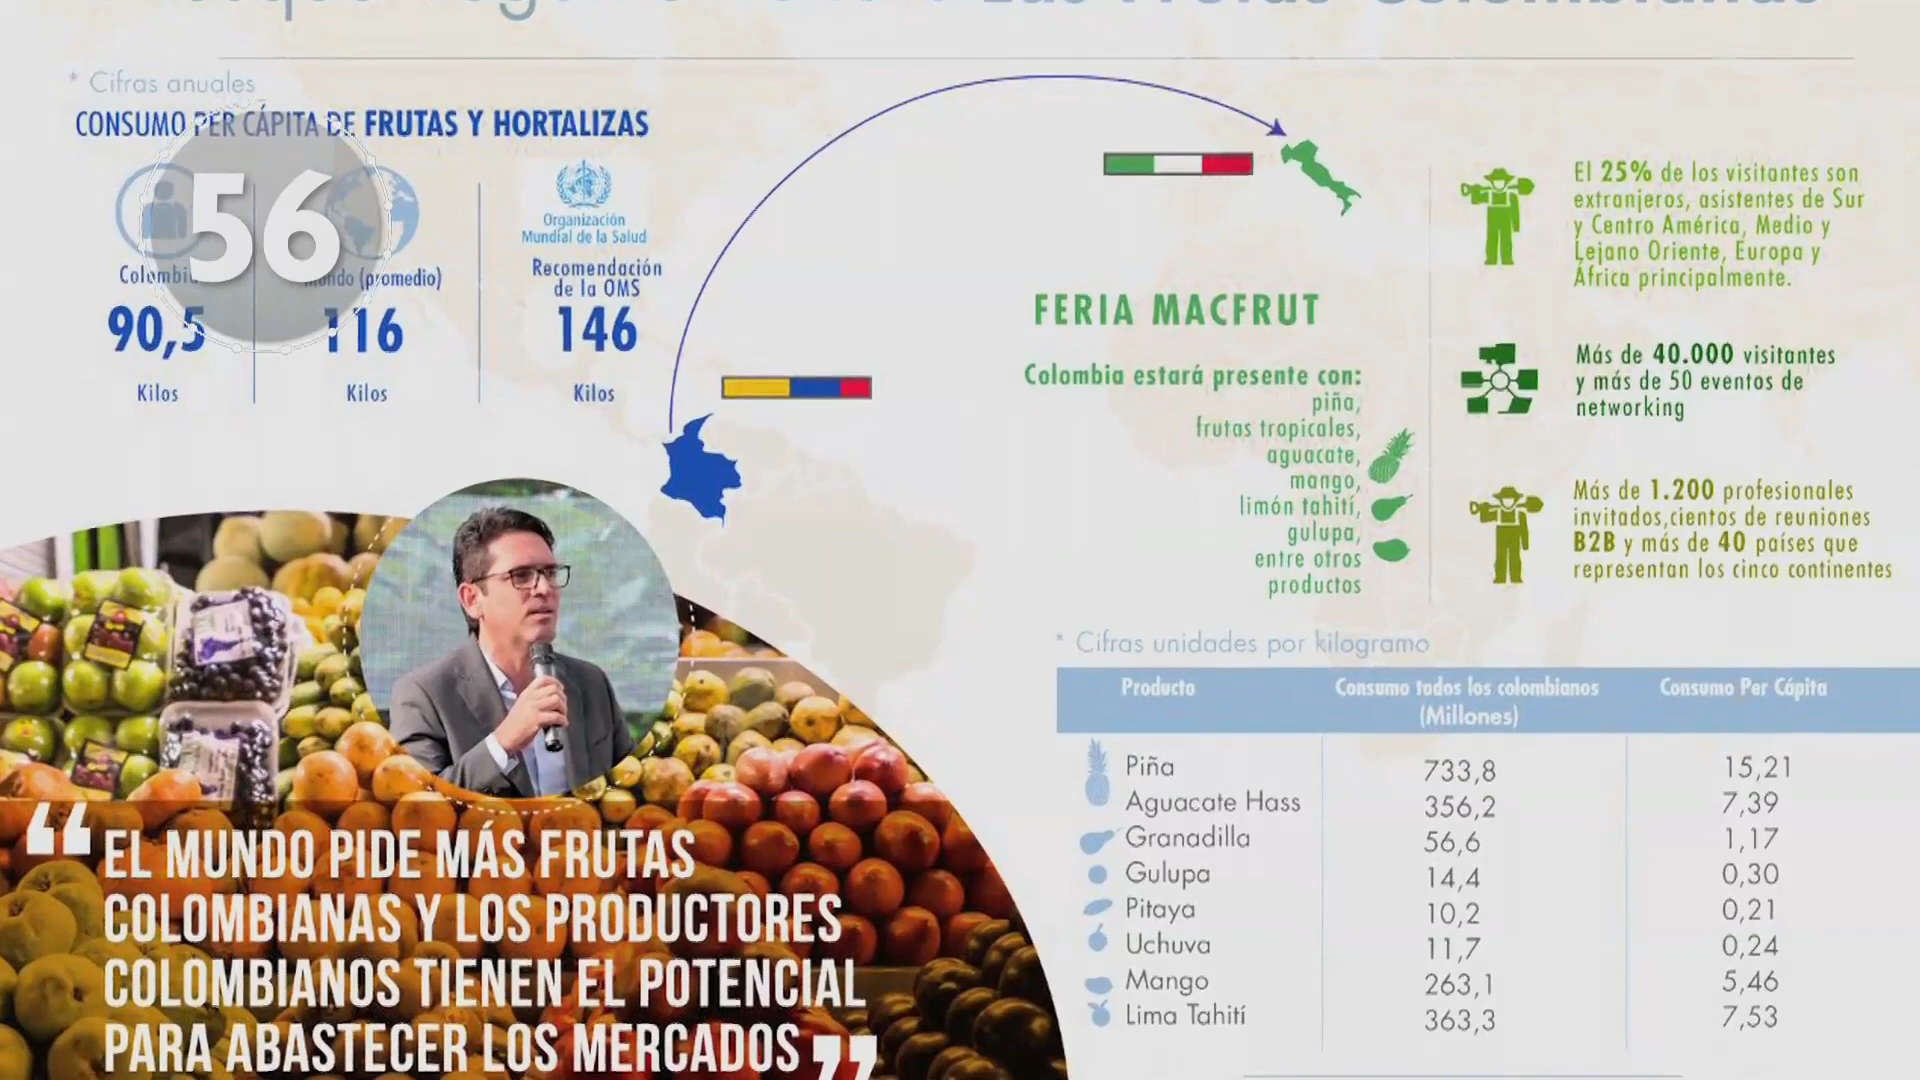 Las Frutas Colombianas
* Cifras anuales
CONSUMO PER CÁPITA DE FRUTAS Y HORTALIZAS
56
Organización
Mundial de la Salud
Colombia
Mundo (promedio)
Recomendación
de la OMS
90,5
116
146
Kilos
Kilos
Kilos
FERIA MACFRUT
Colombia estará presente con:
piña,
frutas tropicales,
aguacate,
mango,
limón tahití,
gulupa,
entre otros
productos
El 25% de los visitantes son
extranjeros, asistentes de Sur
y Centro América, Medio y
Lejano Oriente, Europa y
África principalmente.
Más de 40.000 visitantes
y más de 50 eventos de
networking
Más de 1.200 profesionales
invitados,cientos de reuniones
B2B y más de 40 países que
representan los cinco continentes
“EL MUNDO PIDE MÁS FRUTAS
COLOMBIANAS Y LOS PRODUCTORES
COLOMBIANOS TIENEN EL POTENCIAL
PARA ABASTECER LOS MERCADOS”
* Cifras unidades por kilogramo
Producto Consumo todos los colombianos (Millones) Consumo Per Cápita
Piña 733,8 15,21
Aguacate Hass 356,2 7,39
Granadilla 56,6 1,17
Gulupa 14,4 0,30
Pitaya 10,2 0,21
Uchuva 11,7 0,24
Mango 263,1 5,46
Lima Tahití 363,3 7,53